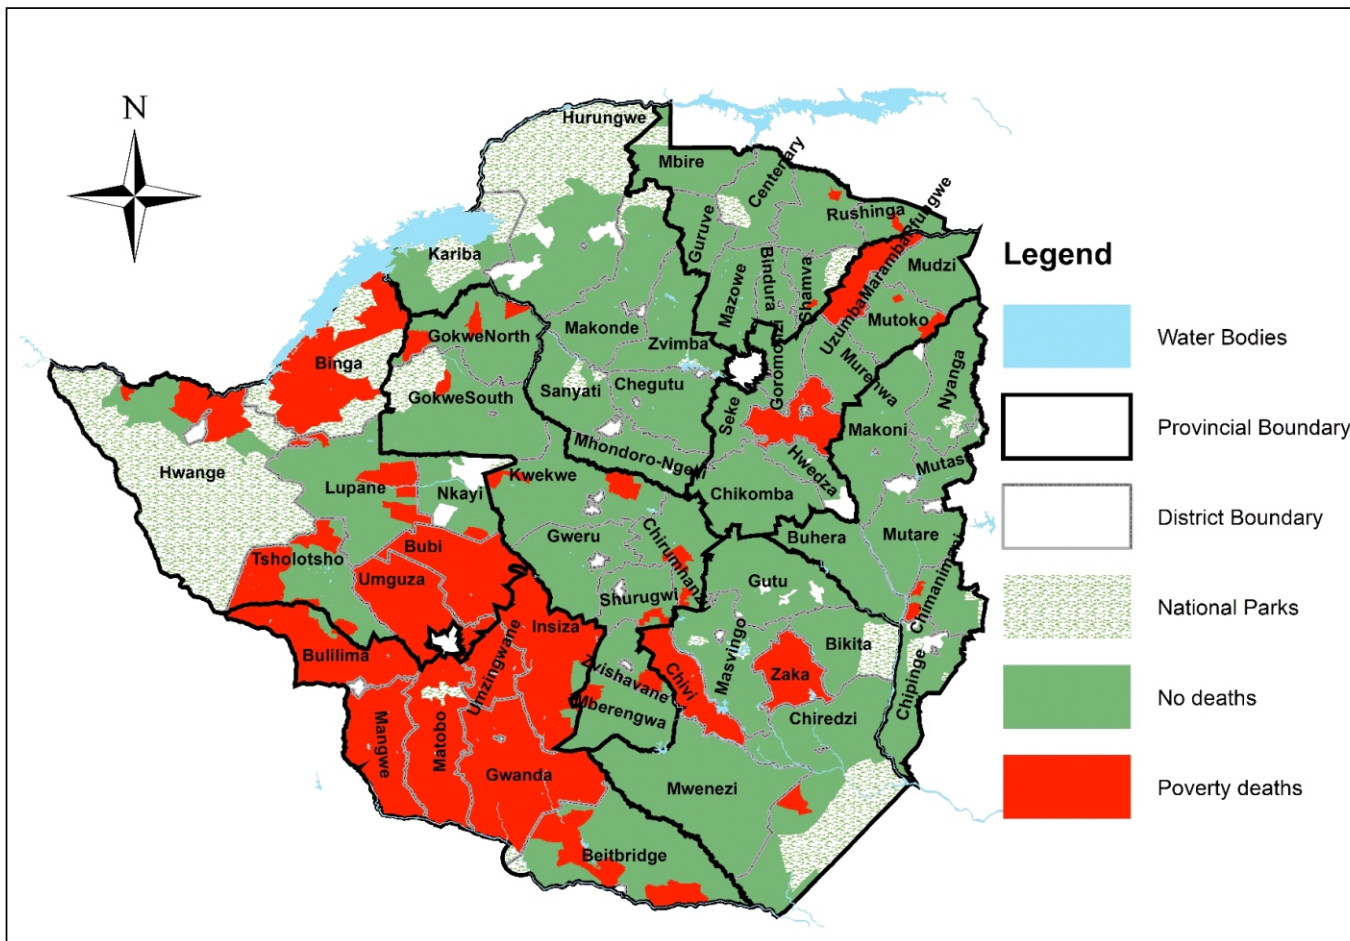 N
Hurungwe
Mbire
Centenary
Rushinga
Pfungwe
Guruve
Kariba
Mazowe
Bindura
Shamva
Maramba
Uzumba
Mudzi
Mutoko
Binga
GokweNorth
Makonde
Zvimba
Goromonzi
Murehwa
Nyanga
GokweSouth
Sanyati
Chegutu
Seke
Makoni
Mutasa
Hwange
Mhondoro-Ngezi
Hwedza
Lupane
Nkayi
Kwekwe
Chikomba
Buhera
Mutare
Chimanimani
Tsholotsho
Bubi
Umguza
Gweru
Chirumhanzi
Gutu
Shurugwi
Bulilima
Insiza
Umzingwane
Zvishavane
Chivi
Masvingo
Zaka
Bikita
Chipinge
Mangwe
Matobo
Mberengwa
Chiredzi
Gwanda
Mwenezi
Beitbridge
Legend
Water Bodies
Provincial Boundary
District Boundary
National Parks
No deaths
Poverty deaths